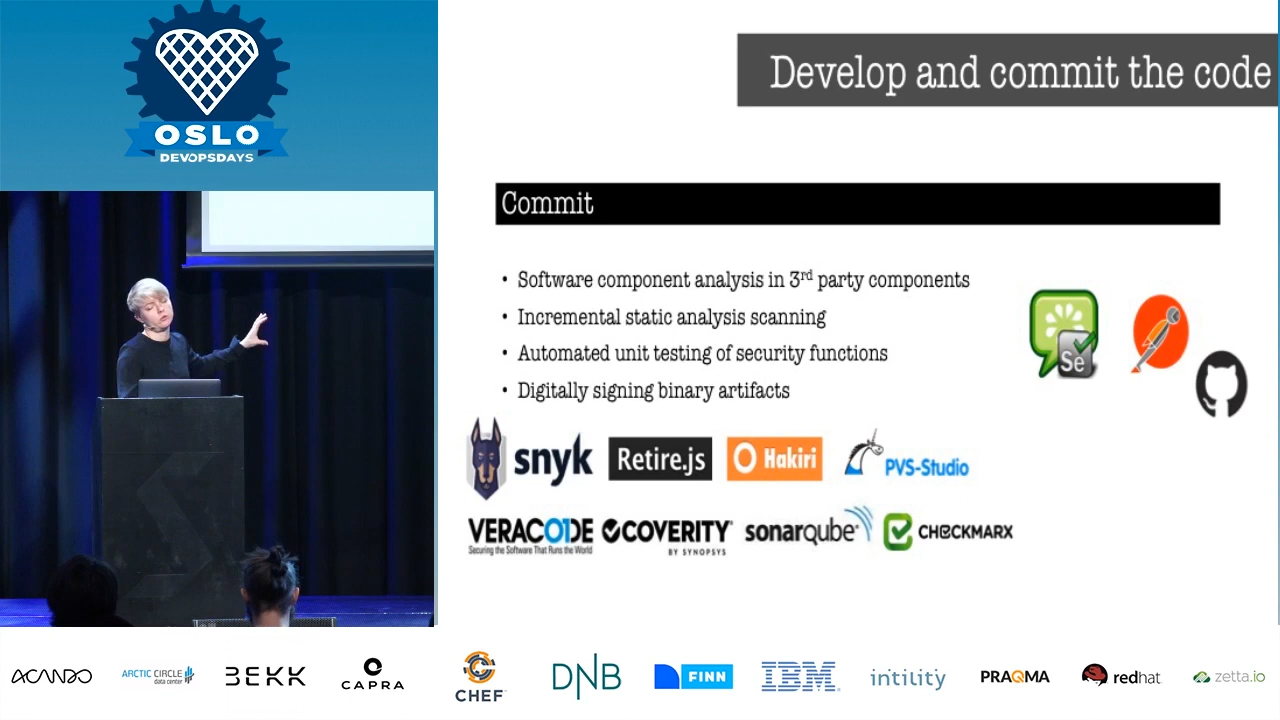 OSLO
DEVOPSDAYS
Develop and commit the code
Commit
• Software component analysis in 3rd party components
• Incremental static analysis scanning
• Automated unit testing of security functions
• Digitally signing binary artifacts
Se
snyk
Retire.js
Hakiri
PVS-Studio
VERACODE
Securing the Software That Runs the World
COVERITY
BY SYNOPSYS
sonarqube
CHECKMARX
ACANDO
ARCTIC CIRCLE
data center
BEKK
CAPRA
CHEF
DNB
FINN
IBM
intility
PRAQMA
redhat
zetta.io